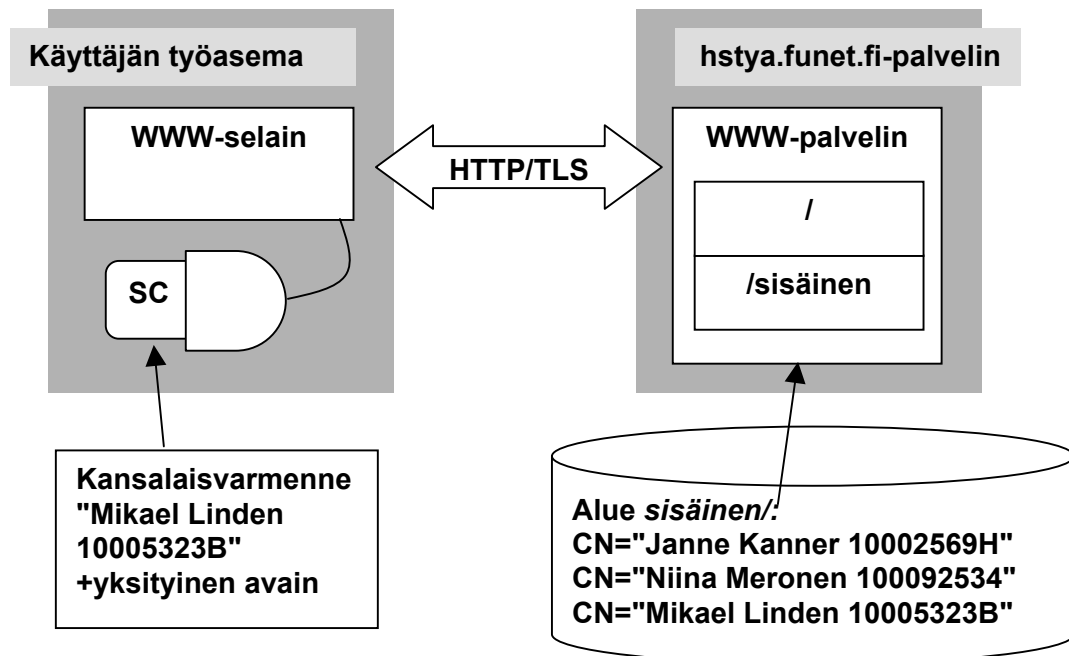 Käyttäjän työasema
WWW-selain
SC
Kansalaisvarmenne
"Mikael Linden
10005323B"
+yksityinen avain
HTTP/TLS
hstya.funet.fi-palvelin
WWW-palvelin
/
/sisäinen
Alue sisäinen/:
CN="Janne Kanner 10002569H"
CN="Niina Meronen 100092534"
CN="Mikael Linden 10005323B"